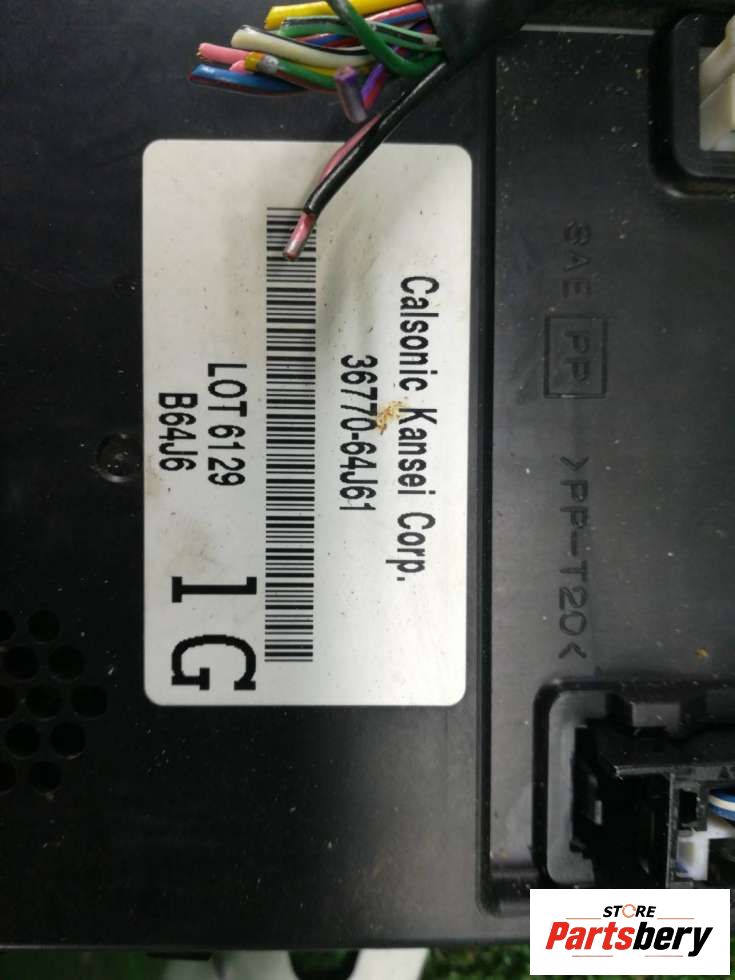 Calsonic Kansei Corp.
36770-64J61
LOT 6129
B64J6
1G
SAE PP
>PP-T20<
STORE
Partsbery